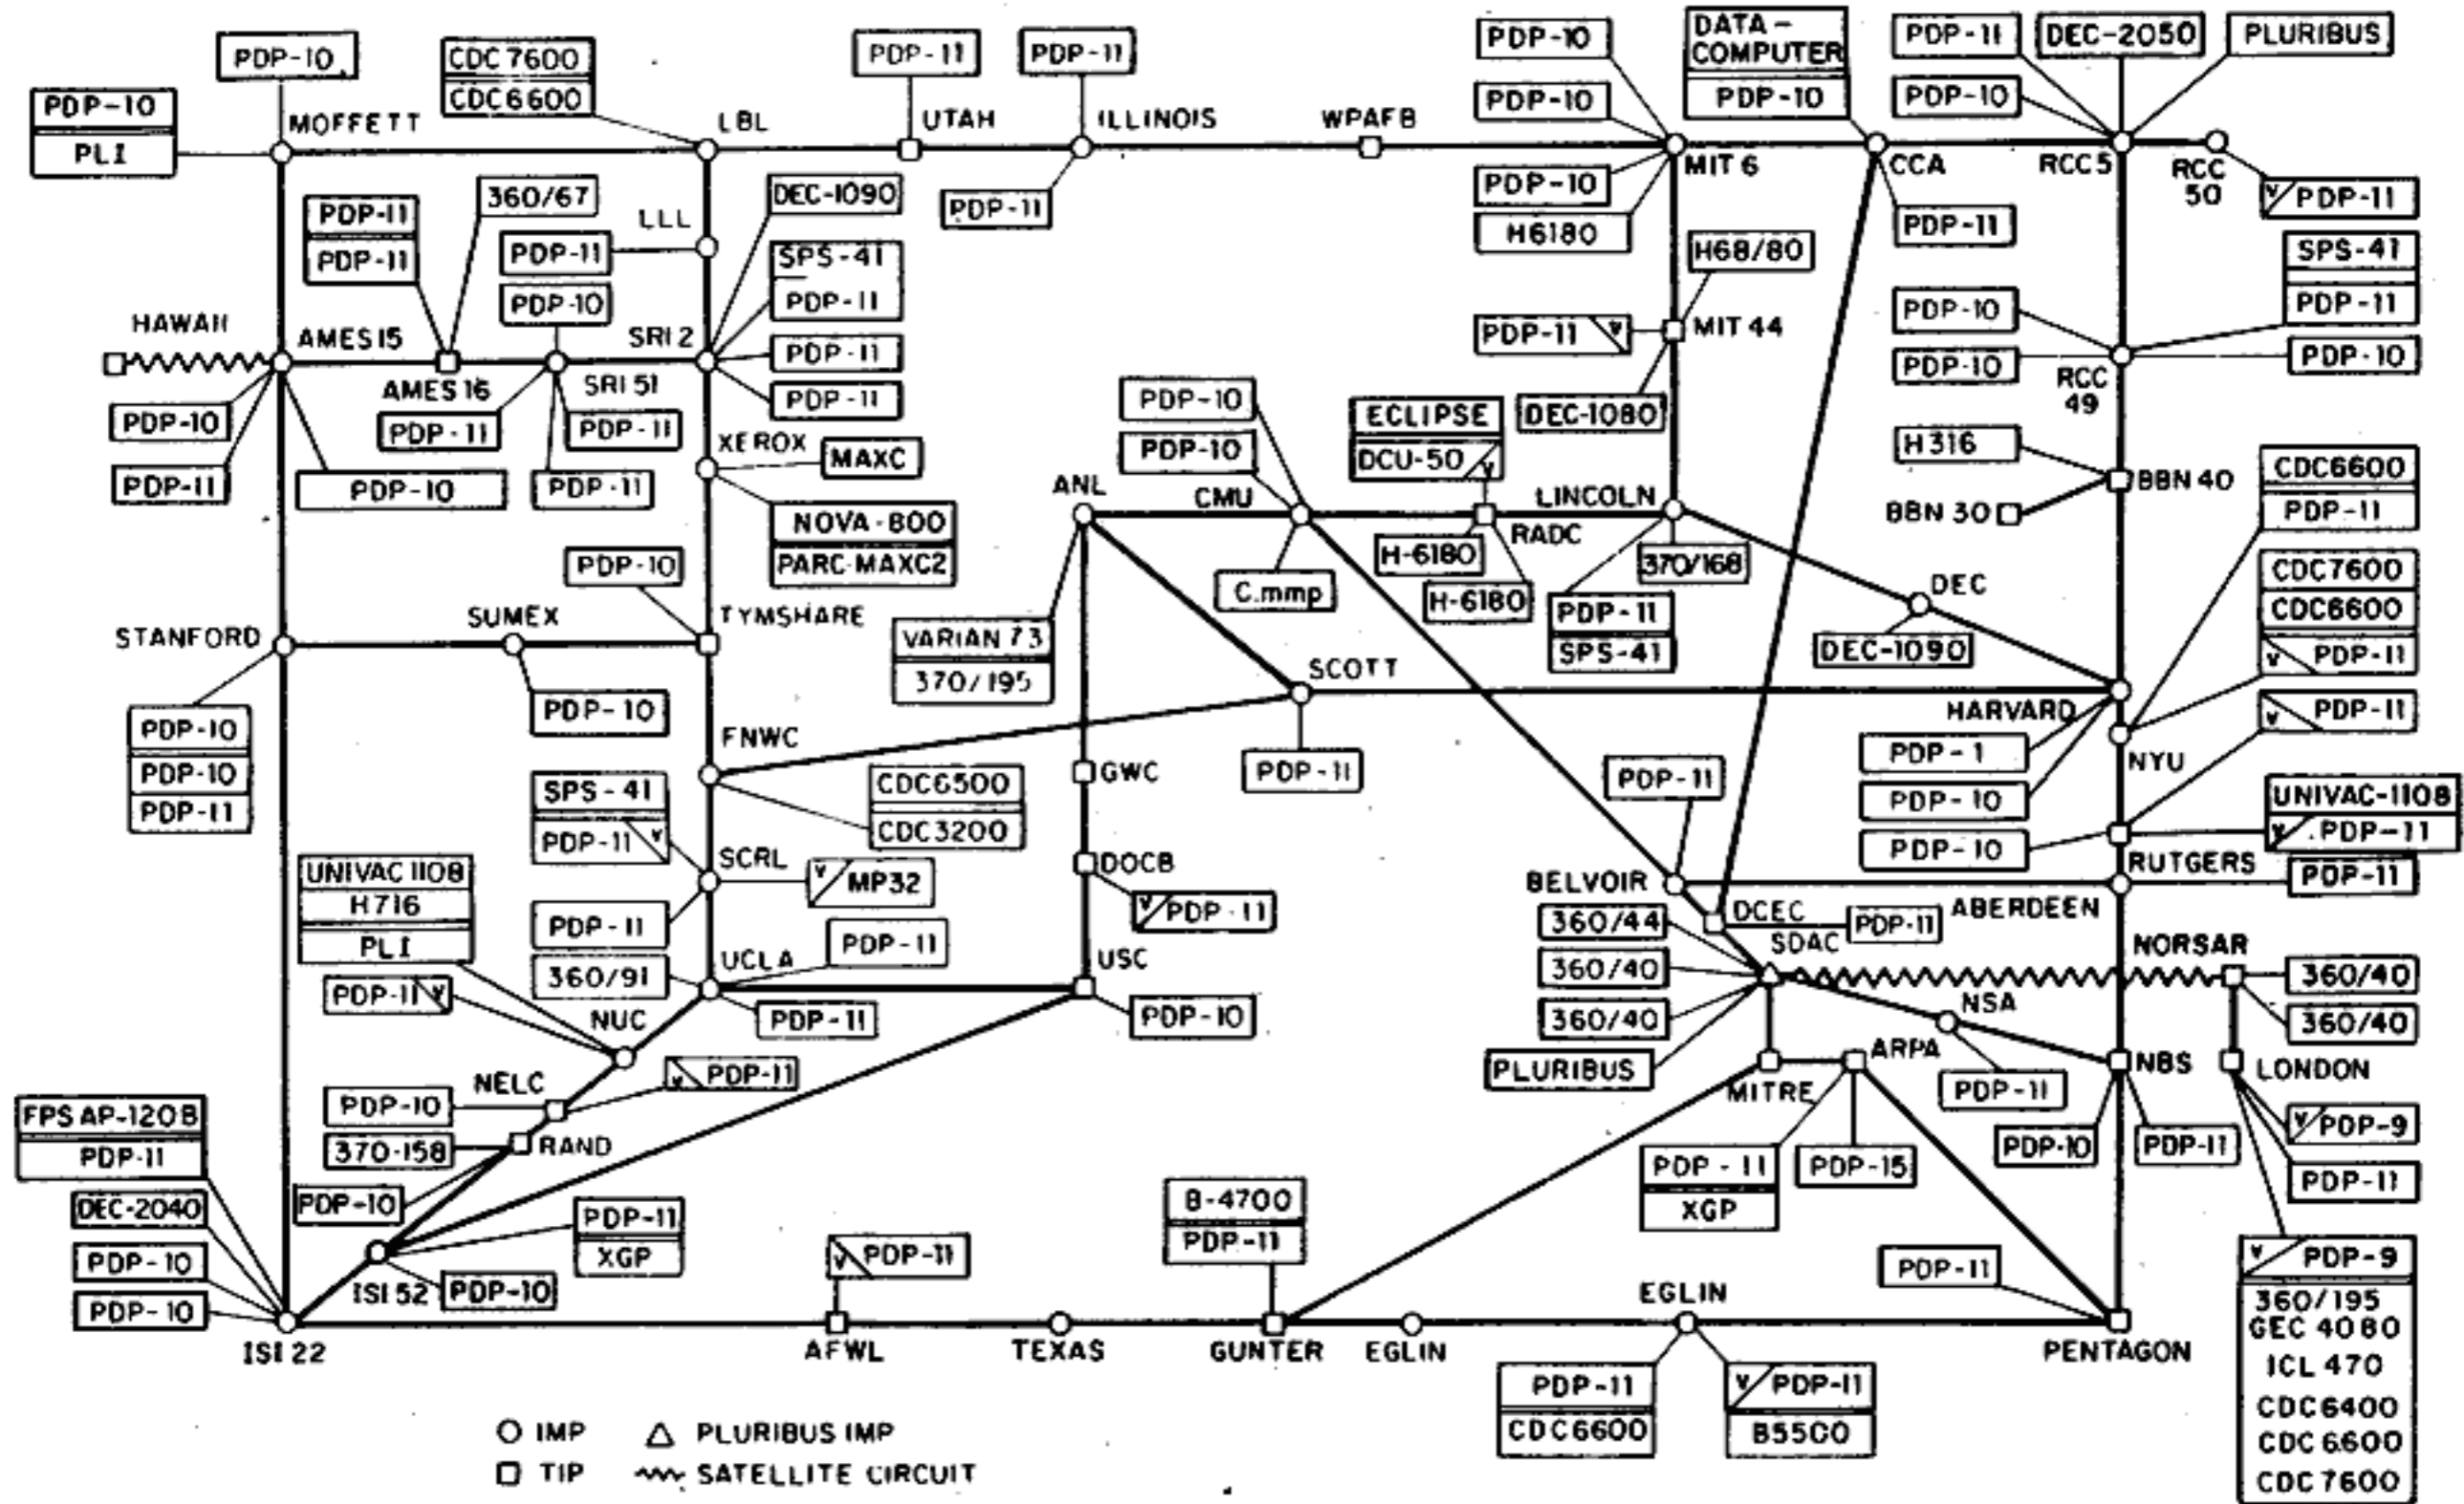 PDP-10
CDC 7600
CDC6600
PDP-11
PDP-11
PDP-10
DATA-
COMPUTER
PDP-10
PDP-11
DEC-2050
PLURIBUS
PDP-10
PLI
MOFFETT
LBL
UTAH
ILLINOIS
WPAFB
PDP-10
PDP-10
MIT 6
CCA
PDP-10
RCC5
RCC
50
V PDP-11
PDP-11
PDP-11
360/67
LLL
PDP-11
DEC-1090
PDP-11
H6180
PDP-11
SPS-41
PDP-11
H68/80
SPS-41
PDP-11
HAWAII
AMES15
AMES16
PDP-10
SRI 51
SRI 2
PDP-11
PDP-11
PDP-11 V
MIT 44
DEC-1080
PDP-10
PDP-10
RCC
49
PDP-10
PDP-10
PDP-11
PDP-10
PDP-11
PDP-11
PDP-11
XEROX
MAXC
NOVA-800
PARC-MAXC2
PDP-10
PDP-10
CMU
C.mmp
ANL
ECLIPSE
DCU-50 V
H-6180
H-6180
RADC
LINCOLN
370/168
PDP-11
SPS-41
H316
BBN 40
BBN 30
CDC6600
PDP-11
STANFORD
SUMEX
PDP-10
TYMSHARE
VARIAN 73
370/195
SCOTT
PDP-11
DEC
DEC-1090
CDC7600
CDC6600
V PDP-11
PDP-10
PDP-10
PDP-11
PDP-10
FNWC
CDC6500
CDC3200
GWC
HARVARD
PDP-1
PDP-10
NYU
V PDP-11
SPS-41
PDP-11 V
SCRL
V MP32
PDP-11
DOCB
V PDP-11
PDP-11
BELVOIR
PDP-10
RUTGERS
UNIVAC-1108
V PDP-11
ABERDEEN
PDP-11
UNIVAC 1108
H716
PLI
PDP-11 V
NUC
360/91
UCLA
PDP-11
PDP-11
USC
PDP-10
360/44
360/40
360/40
PLURIBUS
DCEC
PDP-11
SDAC
NORSAR
360/40
360/40
NSA
PDP-11
NELC
PDP-10
V PDP-11
370-158
RAND
PDP-10
MITRE
ARPA
PDP-11
XGP
PDP-15
NBS
PDP-10
PDP-11
LONDON
V PDP-9
PDP-11
V PDP-9
360/195
GEC 4080
ICL 470
CDC6400
CDC6600
CDC7600
FPS AP-120B
PDP-11
DEC-2040
PDP-10
PDP-10
ISI 22
ISI 52
PDP-11
XGP
PDP-10
V PDP-11
AFWL
TEXAS
B-4700
PDP-11
GUNTER
EGLIN
EGLIN
PDP-11
CDC6600
V PDP-11
B5500
PDP-11
PENTAGON
IMP
PLURIBUS IMP
TIP
SATELLITE CIRCUIT